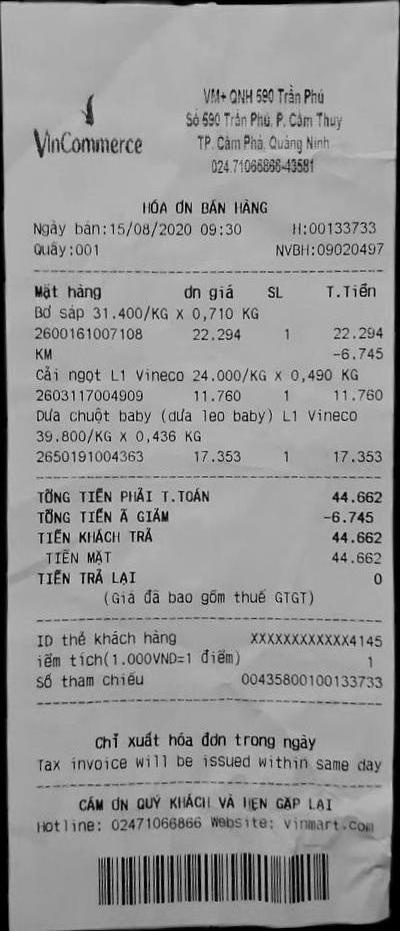 VinCommerce
VM+ QNH 590 Trần Phú
Số 590 Trần Phú, P. Cẩm Thuỷ
TP. Cẩm Phả, Quảng Ninh
024.71066866-43581
HÓA ƠN BÁN HÀNG
Ngày bán:15/08/2020 09:30 H:00133733
Quầy:001 NVBH:09020497
Mặt hàng ơn giá SL T.Tiền
Bơ sáp 31.400/KG X 0,710 KG
2600161007108 22.294 1 22.294
KM -6.745
Cải ngọt L1 Vineco 24.000/KG X 0,490 KG
2603117004909 11.760 1 11.760
Dưa chuột baby (dưa leo baby) L1 Vineco
39.800/KG X 0,436 KG
2650191004363 17.353 1 17.353
TỔNG TIỀN PHẢI T.TOÁN 44.662
TỔNG TIỀN Ã GIẢM -6.745
TIỀN KHÁCH TRẢ 44.662
TIỀN MẶT 44.662
TIỀN TRẢ LẠI 0
(Giá đã bao gồm thuế GTGT)
ID thẻ khách hàng XXXXXXXXXXXX4145
iểm tích(1.000VND=1 điểm) 1
Số tham chiếu 00435800100133733
Chỉ xuất hóa đơn trong ngày
Tax invoice will be issued within same day
CẢM ƠN QUÝ KHÁCH VÀ HẸN GẶP LẠI
Hotline: 02471066866 Website: vinmart.com